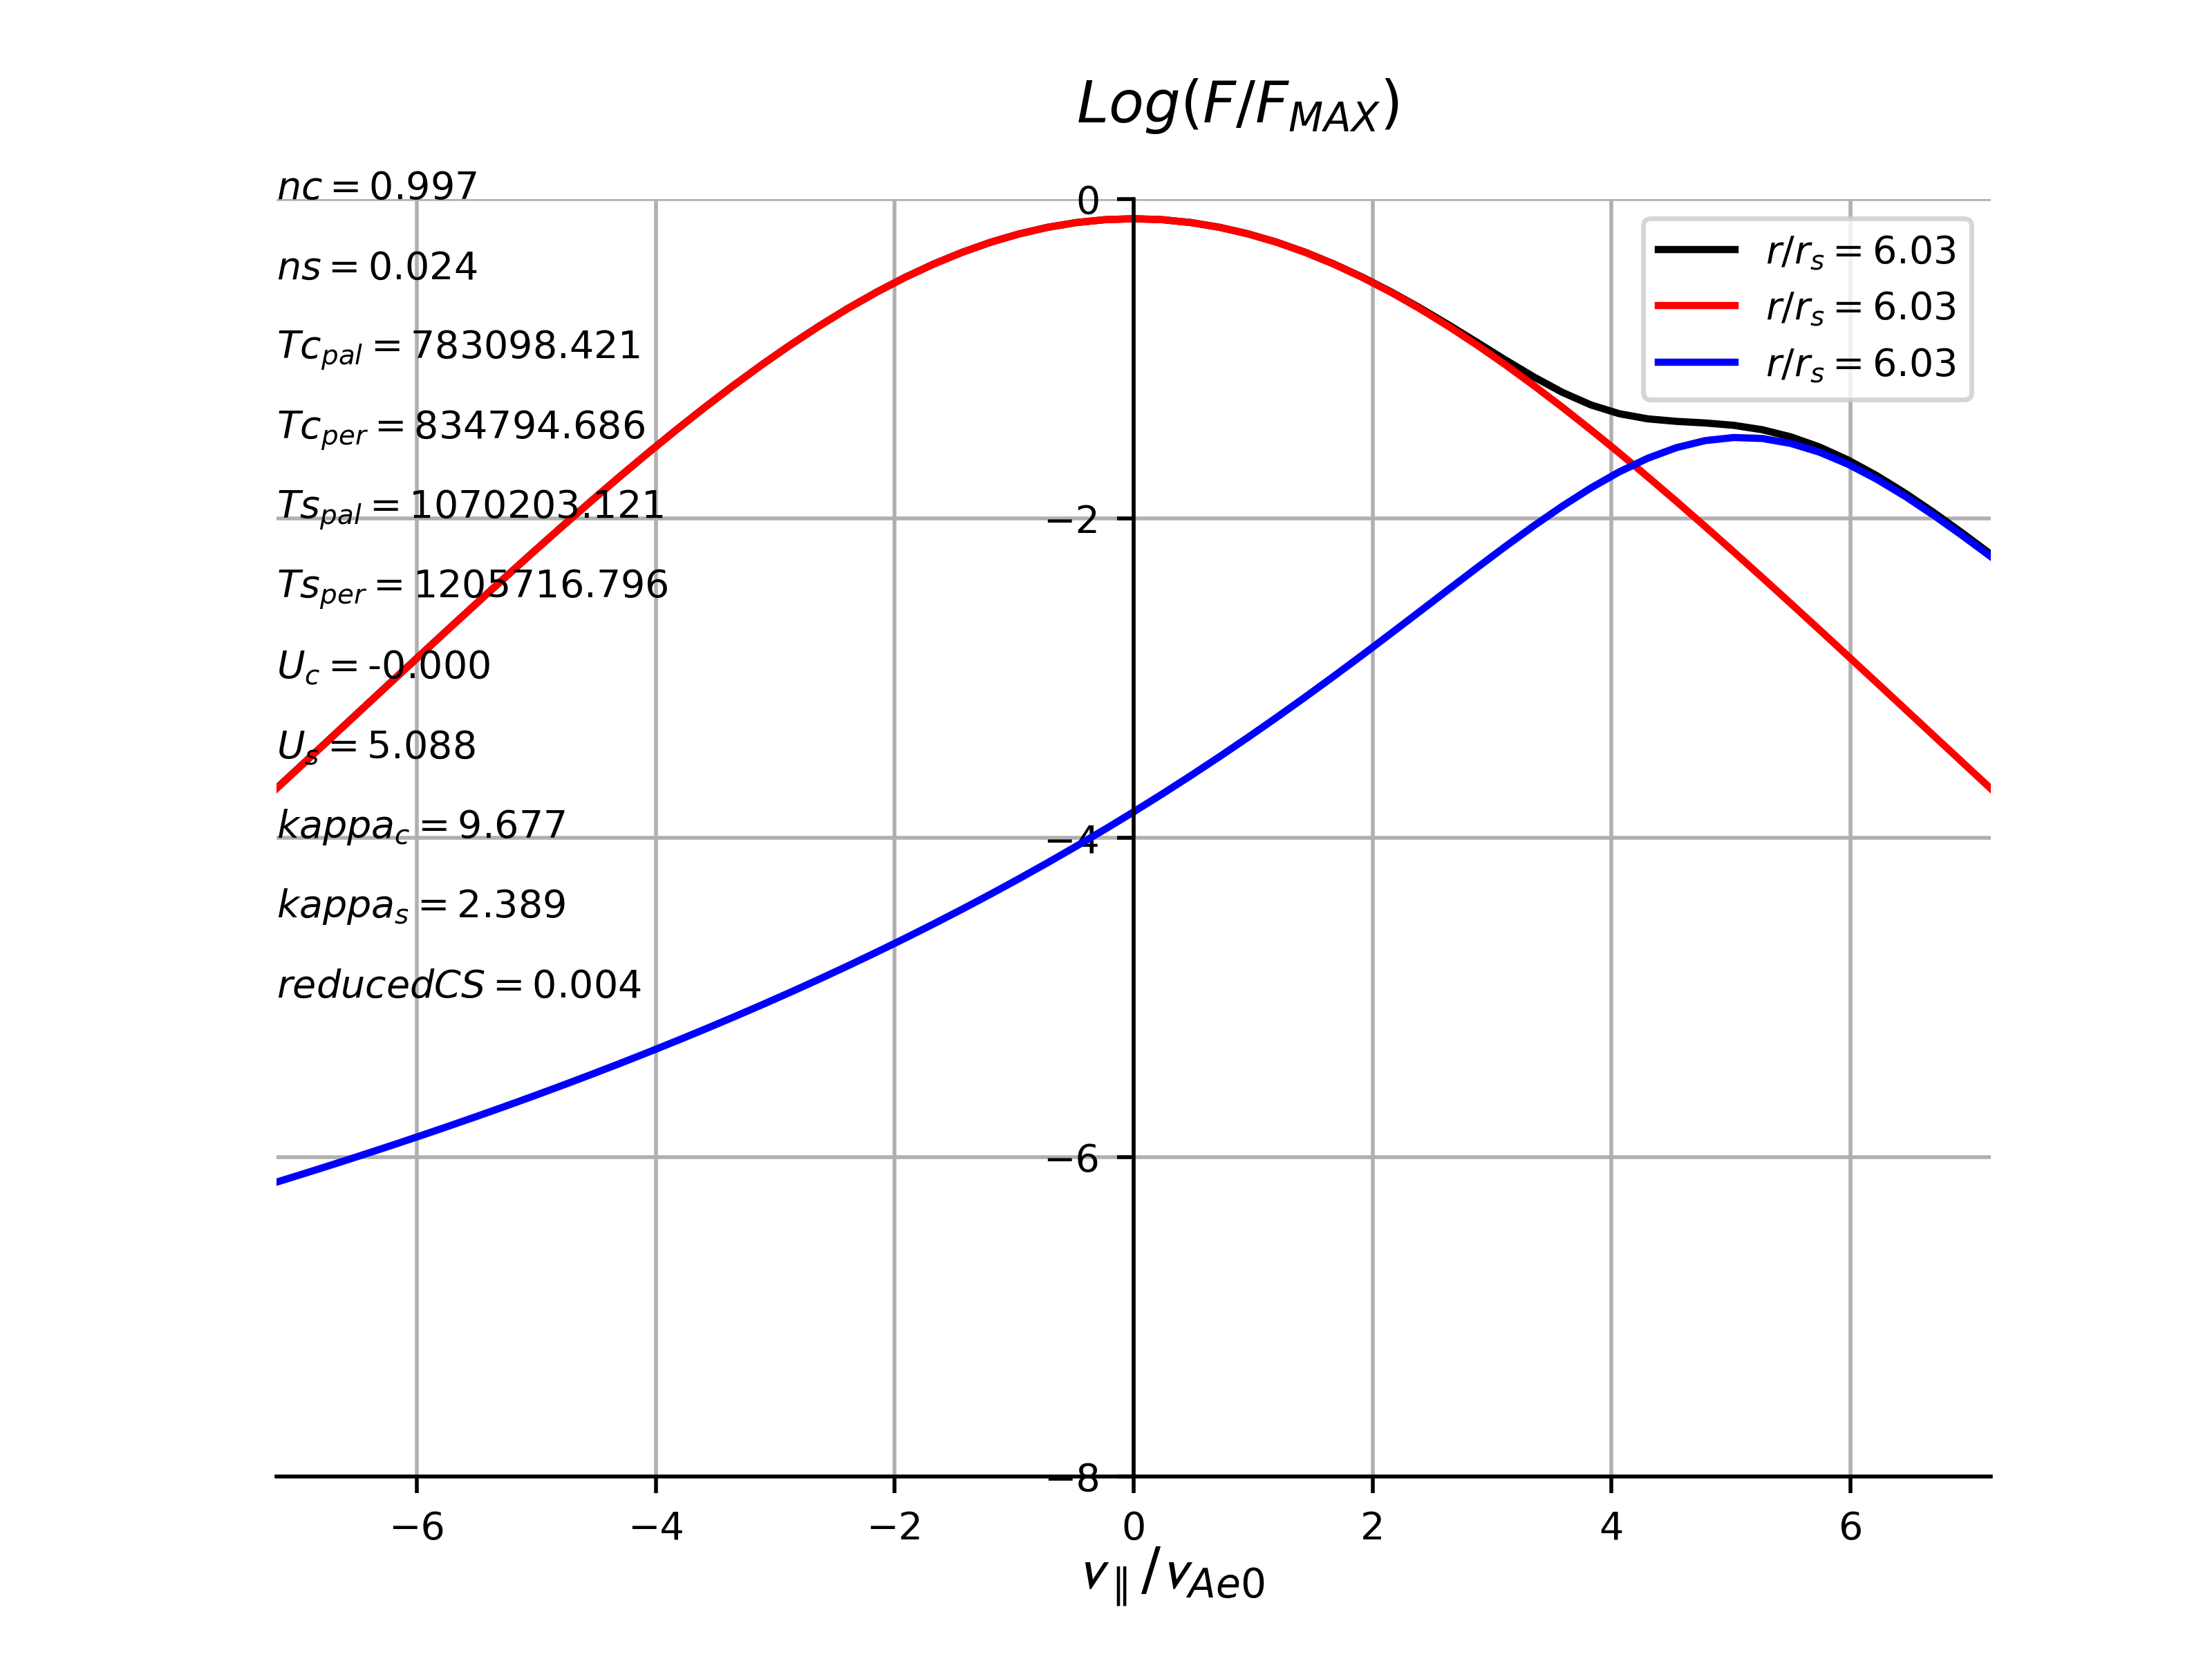 Log(F/F_MAX)
nc = 0.997
ns = 0.024
Tc_pal = 783098.421
Tc_per = 834794.686
Ts_pal = 1070203.121
Ts_per = 1205716.796
U_c = -0.000
U_s = 5.088
kappa_c = 9.677
kappa_s = 2.389
reducedCS = 0.004
r/r_s = 6.03
r/r_s = 6.03
r/r_s = 6.03
0
−2
−4
−6
−8
−6 −4 −2 0 2 4 6
v_∥/v_Ae0